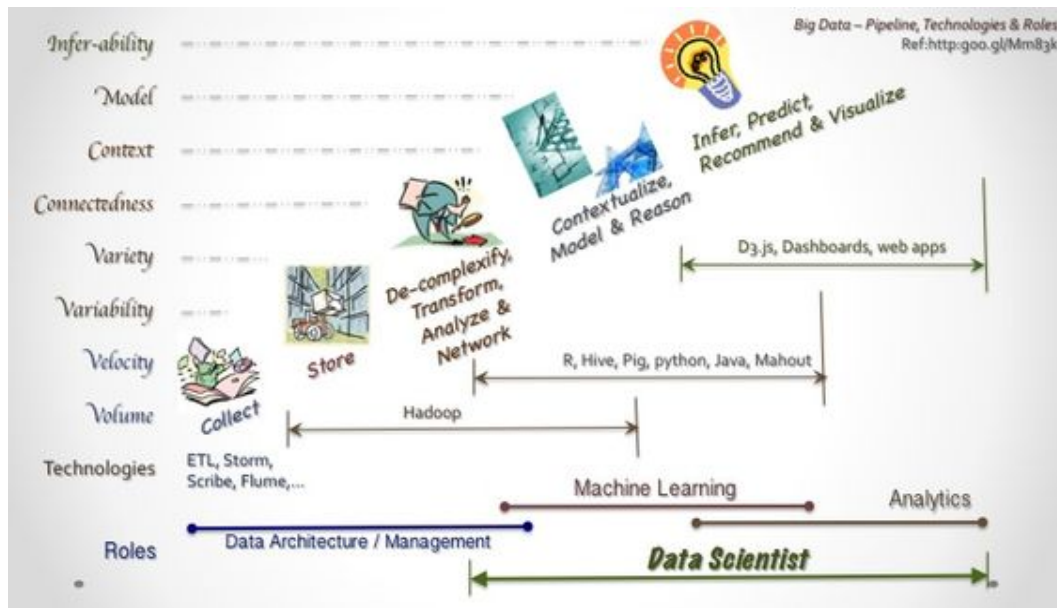 Big Data – Pipeline, Technologies & Roles
Ref:http:goo.gl/Mm83k
Infer-ability
Model
Context
Connectedness
Variety
Variability
Velocity
Volume
Technologies
Roles
Collect
Store
De-complexify,
Transform,
Analyze &
Network
Contextualize,
Model & Reason
Infer, Predict,
Recommend & Visualize
D3.js, Dashboards, web apps
R, Hive, Pig, python, Java, Mahout
Hadoop
ETL, Storm,
Scribe, Flume,...
Machine Learning
Analytics
Data Architecture / Management
Data Scientist